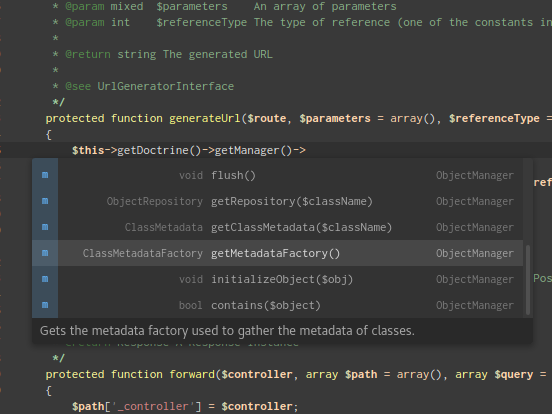 * @param mixed  $parameters    An array of parameters
* @param int    $referenceType The type of reference (one of the constants in
*
* @return string The generated URL
*
* @see UrlGeneratorInterface
*/
protected function generateUrl($route, $parameters = array(), $referenceType =
{
$this->getDoctrine()->getManager()->
m void flush() ObjectManager
ref
m ObjectRepository getRepository($className) ObjectManager
m ClassMetadata getClassMetadata($className) ObjectManager
m ClassMetadataFactory getMetadataFactory() ObjectManager
m void initializeObject($obj) ObjectManager
Pos
m bool contains($object) ObjectManager
Gets the metadata factory used to gather the metadata of classes.
*/
protected function forward($controller, array $path = array(), array $query =
{
$path['_controller'] = $controller;